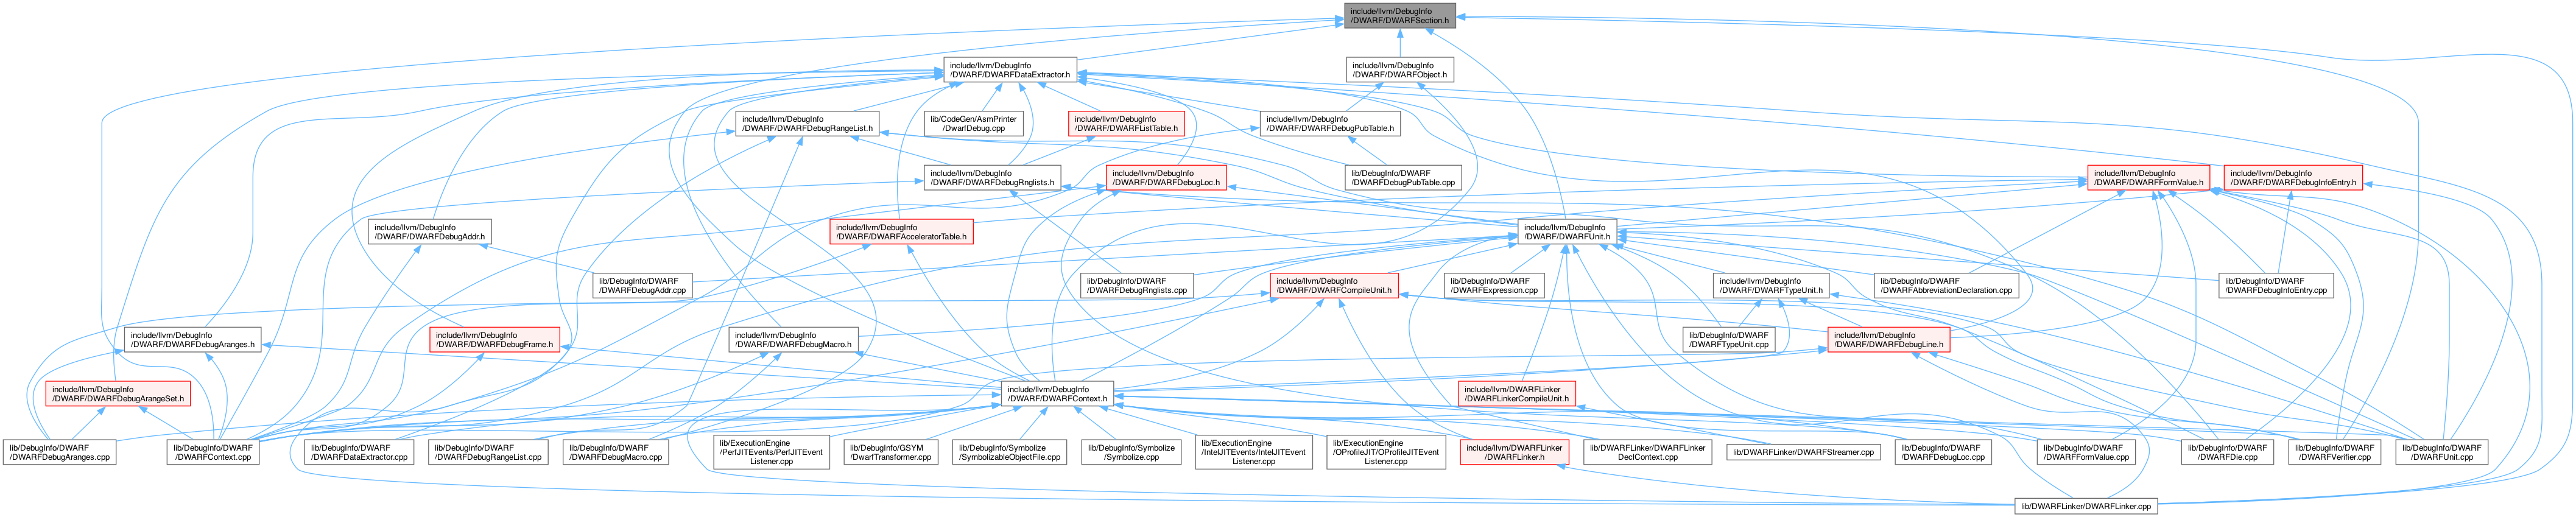 include/llvm/DebugInfo
/DWARF/DWARFSection.h
include/llvm/DebugInfo
/DWARF/DWARFDataExtractor.h
include/llvm/DebugInfo
/DWARF/DWARFObject.h
include/llvm/DebugInfo
/DWARF/DWARFDebugRangeList.h
lib/CodeGen/AsmPrinter
/DwarfDebug.cpp
include/llvm/DebugInfo
/DWARF/DWARFListTable.h
include/llvm/DebugInfo
/DWARF/DWARFDebugPubTable.h
include/llvm/DebugInfo
/DWARF/DWARFDebugRnglists.h
include/llvm/DebugInfo
/DWARF/DWARFDebugLoc.h
lib/DebugInfo/DWARF
/DWARFDebugPubTable.cpp
include/llvm/DebugInfo
/DWARF/DWARFFormValue.h
include/llvm/DebugInfo
/DWARF/DWARFDebugInfoEntry.h
include/llvm/DebugInfo
/DWARF/DWARFDebugAddr.h
include/llvm/DebugInfo
/DWARF/DWARFAcceleratorTable.h
include/llvm/DebugInfo
/DWARF/DWARFUnit.h
lib/DebugInfo/DWARF
/DWARFDebugAddr.cpp
lib/DebugInfo/DWARF
/DWARFDebugRnglists.cpp
include/llvm/DebugInfo
/DWARF/DWARFCompileUnit.h
lib/DebugInfo/DWARF
/DWARFExpression.cpp
include/llvm/DebugInfo
/DWARF/DWARFTypeUnit.h
lib/DebugInfo/DWARF
/DWARFAbbreviationDeclaration.cpp
lib/DebugInfo/DWARF
/DWARFDebugInfoEntry.cpp
include/llvm/DebugInfo
/DWARF/DWARFDebugAranges.h
include/llvm/DebugInfo
/DWARF/DWARFDebugFrame.h
include/llvm/DebugInfo
/DWARF/DWARFDebugMacro.h
lib/DebugInfo/DWARF
/DWARFTypeUnit.cpp
include/llvm/DebugInfo
/DWARF/DWARFDebugLine.h
include/llvm/DebugInfo
/DWARF/DWARFDebugArangeSet.h
include/llvm/DebugInfo
/DWARF/DWARFContext.h
include/llvm/DWARFLinker
/DWARFLinkerCompileUnit.h
lib/DebugInfo/DWARF
/DWARFDebugAranges.cpp
lib/DebugInfo/DWARF
/DWARFContext.cpp
lib/DebugInfo/DWARF
/DWARFDataExtractor.cpp
lib/DebugInfo/DWARF
/DWARFDebugRangeList.cpp
lib/DebugInfo/DWARF
/DWARFDebugMacro.cpp
lib/ExecutionEngine
/PerfJITEvents/PerfJITEvent
Listener.cpp
lib/DebugInfo/GSYM
/DwarfTransformer.cpp
lib/DebugInfo/Symbolize
/SymbolizableObjectFile.cpp
lib/DebugInfo/Symbolize
/Symbolize.cpp
lib/ExecutionEngine
/IntelJITEvents/IntelJITEvent
Listener.cpp
lib/ExecutionEngine
/OProfileJIT/OProfileJITEvent
Listener.cpp
include/llvm/DWARFLinker
/DWARFLinker.h
lib/DWARFLinker/DWARFLinker
DeclContext.cpp
lib/DWARFLinker/DWARFStreamer.cpp
lib/DebugInfo/DWARF
/DWARFDebugLoc.cpp
lib/DebugInfo/DWARF
/DWARFFormValue.cpp
lib/DebugInfo/DWARF
/DWARFDie.cpp
lib/DebugInfo/DWARF
/DWARFVerifier.cpp
lib/DebugInfo/DWARF
/DWARFUnit.cpp
lib/DWARFLinker/DWARFLinker.cpp